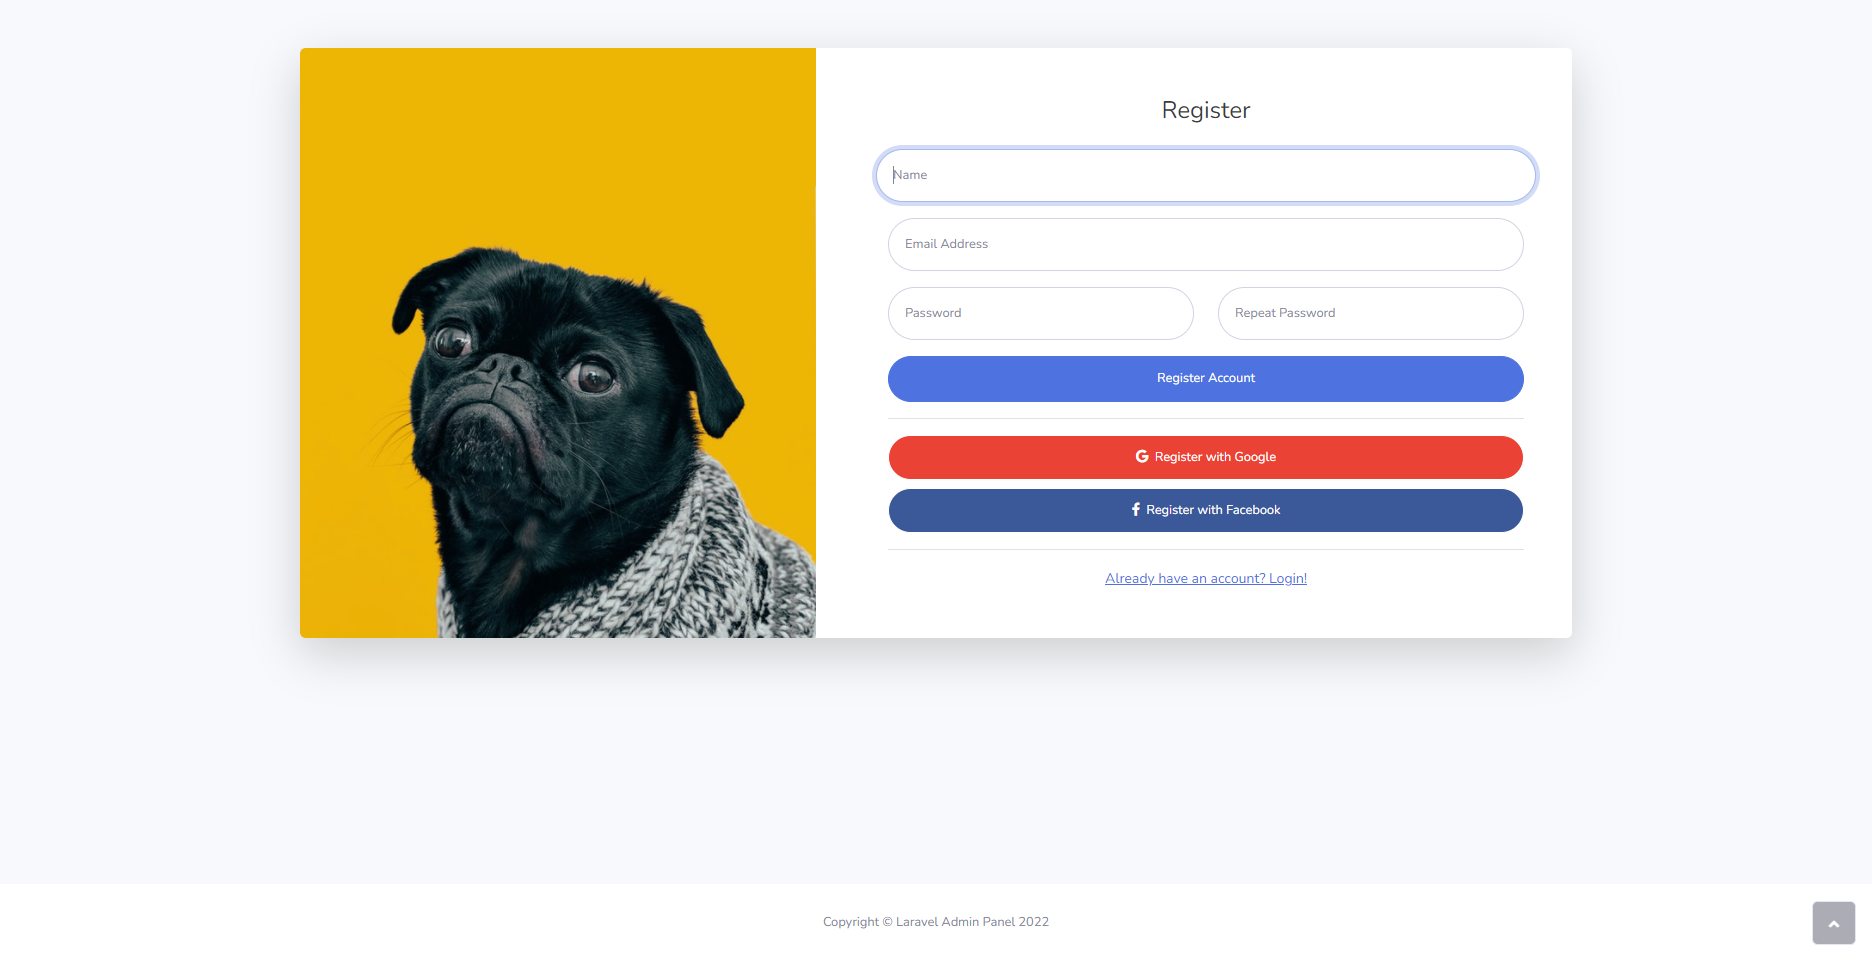 Register
Name
Email Address
Password
Repeat Password
Register Account
Register with Google
Register with Facebook
Already have an account? Login!
Copyright © Laravel Admin Panel 2022